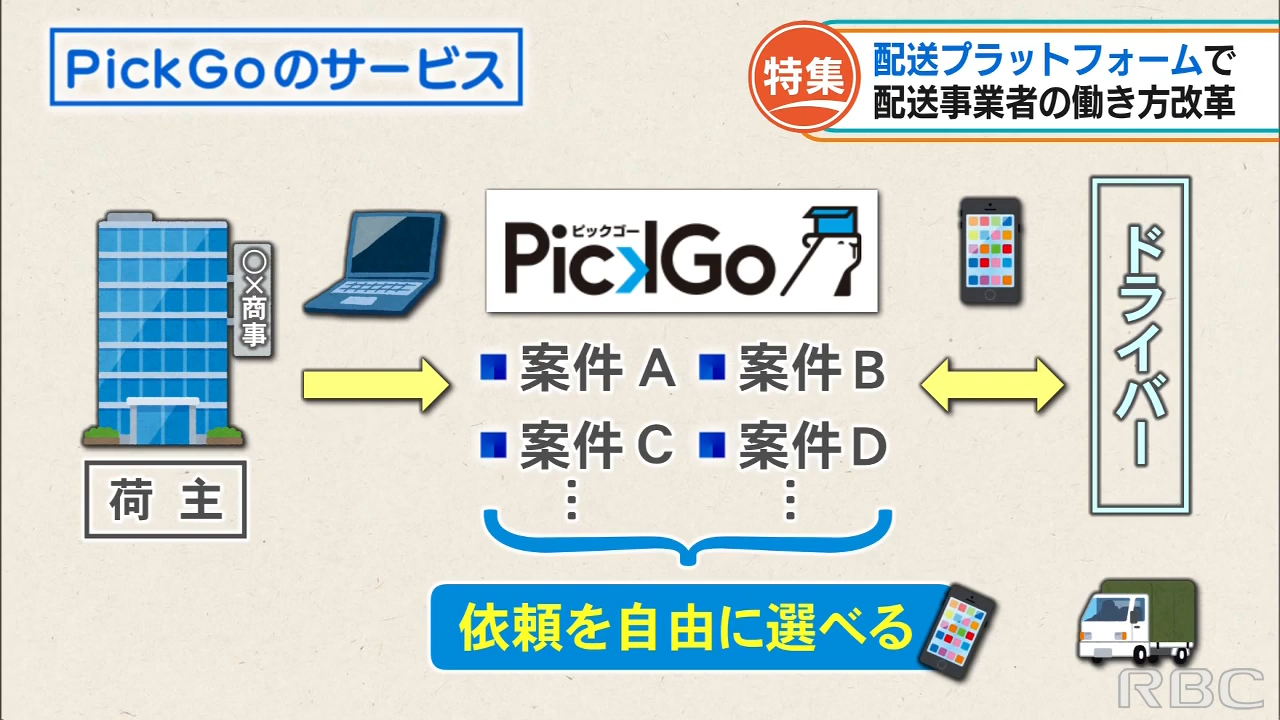 PickGoのサービス
特集
配送プラットフォームで
配送事業者の働き方改革
〇×商事
ピックゴー
PickGo
ドライバー
■案件A ■案件B
■案件C ■案件D
⋮ ⋮
荷主
依頼を自由に選べる
RBC